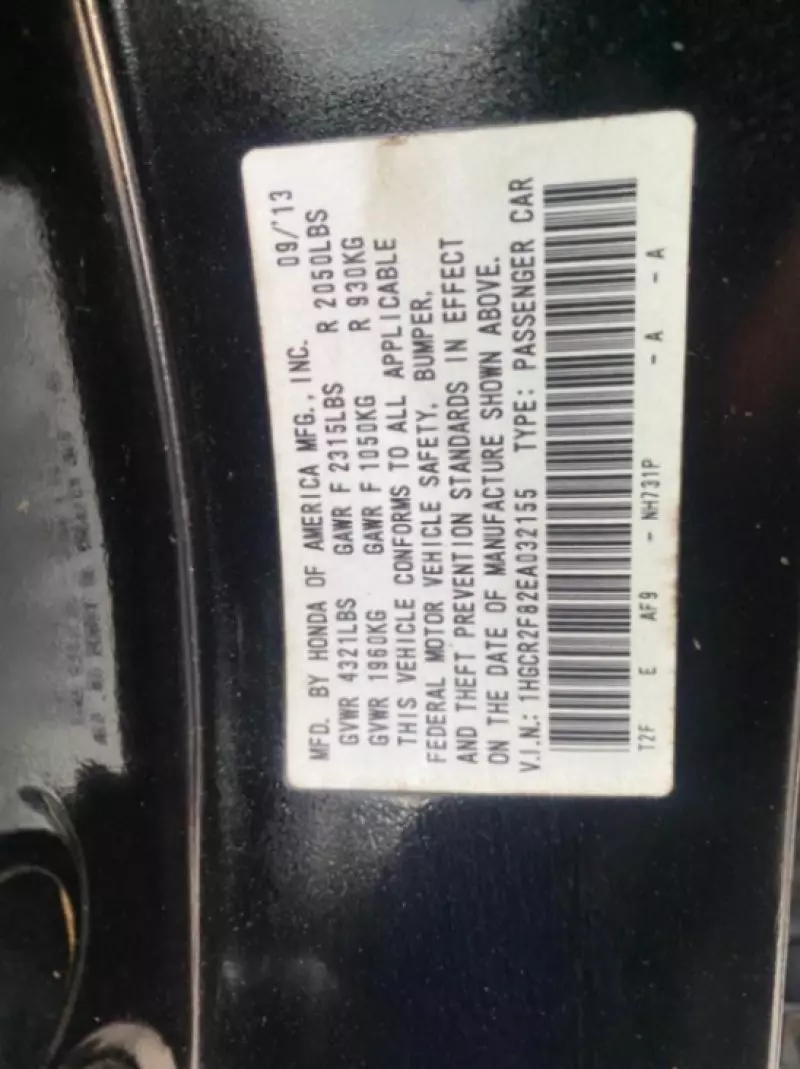 MFD. BY HONDA OF AMERICA MFG., INC. 09/'13
GVWR 4321LBS GAWR F 2315LBS R 2050LBS
GVWR 1960KG GAWR F 1050KG R 930KG
THIS VEHICLE CONFORMS TO ALL APPLICABLE
FEDERAL MOTOR VEHICLE SAFETY, BUMPER,
AND THEFT PREVENTION STANDARDS IN EFFECT
ON THE DATE OF MANUFACTURE SHOWN ABOVE.
V.I.N.: 1HGCR2F82EA032155 TYPE: PASSENGER CAR
T2F E AF9 - NH731P - A - A